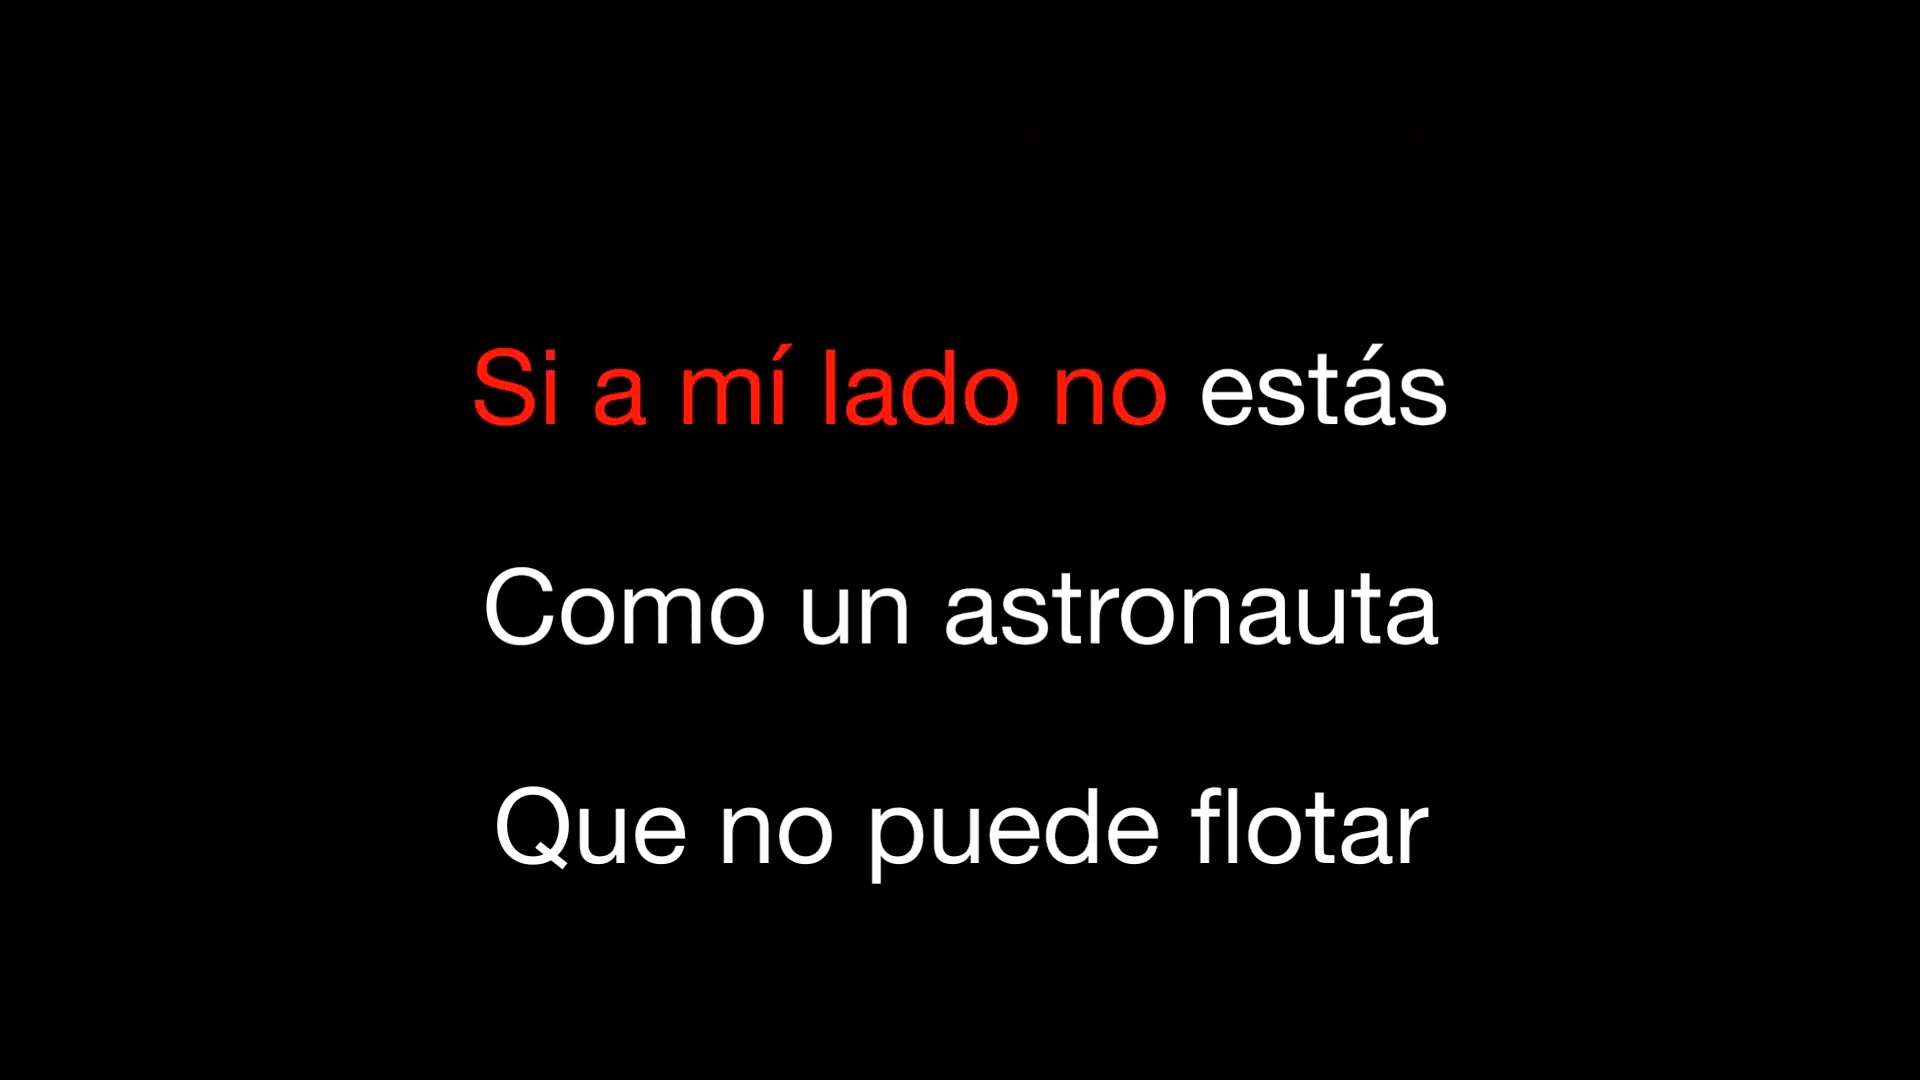 Si a mí lado no estás
Como un astronauta
Que no puede flotar